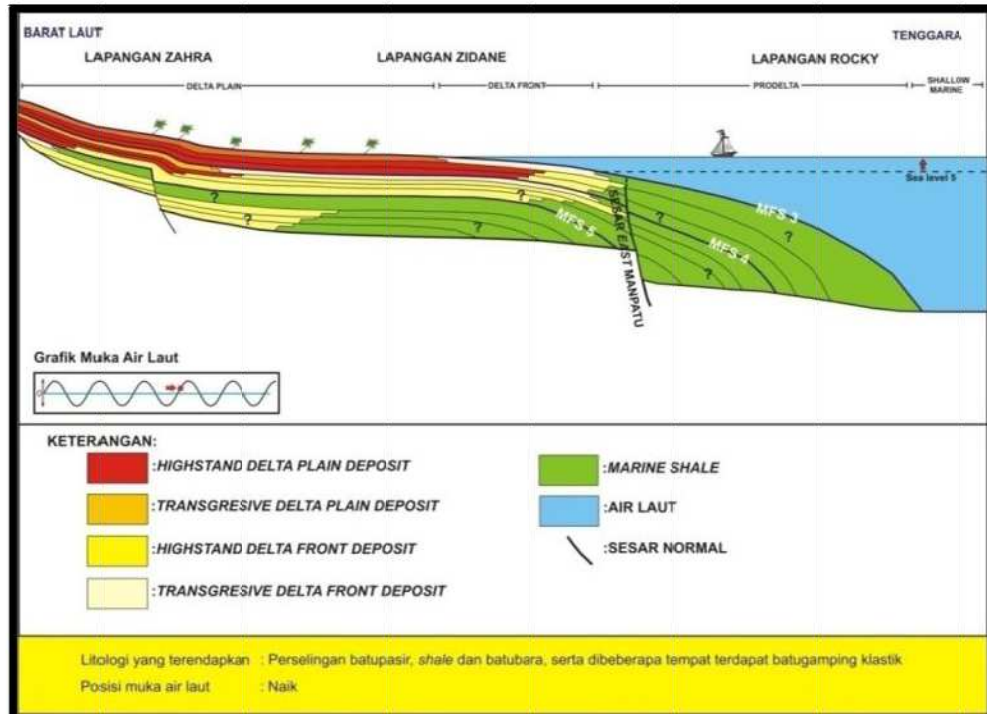 BARAT LAUT
TENGGARA
LAPANGAN ZAHRA
LAPANGAN ZIDANE
LAPANGAN ROCKY
DELTA PLAIN
DELTA FRONT
PRODELTA
SHALLOW
MARINE
Sea level 5
?
?
?
?
?
?
?
?
MFS-5
MFS-4
MFS-3
SESAR EAST MANPATU
Grafik Muka Air Laut
KETERANGAN:
:HIGHSTAND DELTA PLAIN DEPOSIT
:TRANSGRESIVE DELTA PLAIN DEPOSIT
:HIGHSTAND DELTA FRONT DEPOSIT
:TRANSGRESIVE DELTA FRONT DEPOSIT
:MARINE SHALE
:AIR LAUT
:SESAR NORMAL
Litologi yang terendapkan : Perselingan batupasir, shale dan batubara, serta dibeberapa tempat terdapat batugamping klastik
Posisi muka air laut : Naik